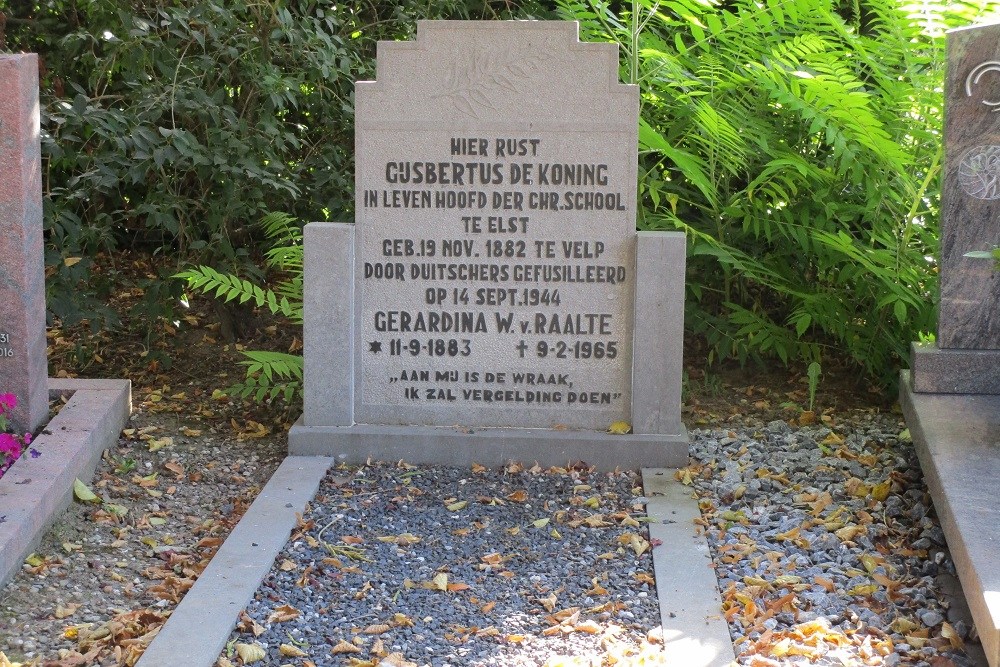 HIER RUST
GIJSBERTUS DE KONING
IN LEVEN HOOFD DER CHR. SCHOOL
TE ELST
GEB. 19 NOV. 1882 TE VELP
DOOR DUITSCHERS GEFUSILLEERD
OP 14 SEPT. 1944
GERARDINA W. v. RAALTE
* 11-9-1883 † 9-2-1965
„AAN MIJ IS DE WRAAK,
IK ZAL VERGELDING DOEN"
31
016